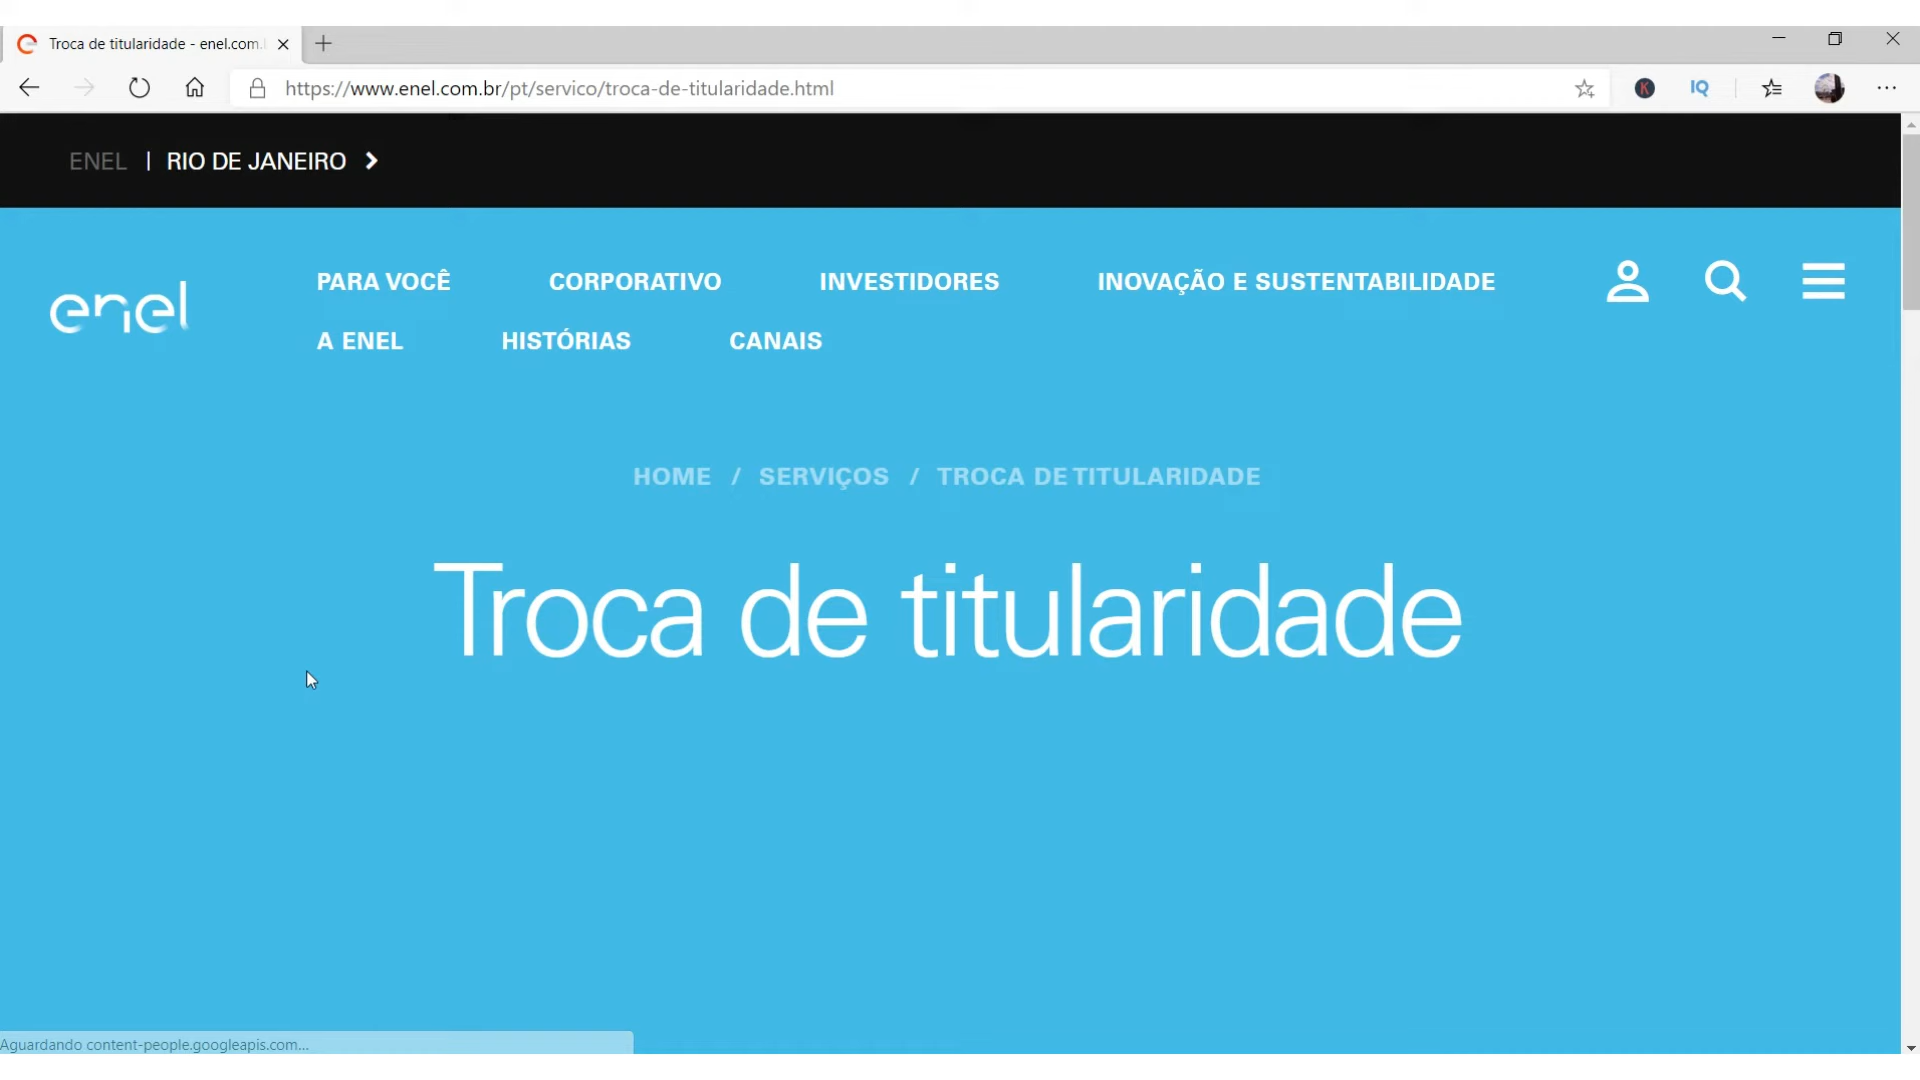 Troca de titularidade - enel.com.
https://www.enel.com.br/pt/servico/troca-de-titularidade.html
K
IQ
ENEL | RIO DE JANEIRO
enel
PARA VOCÊ CORPORATIVO INVESTIDORES INOVAÇÃO E SUSTENTABILIDADE
A ENEL HISTÓRIAS CANAIS
HOME / SERVIÇOS / TROCA DE TITULARIDADE
Troca de titularidade
Aguardando content-people.googleapis.com...